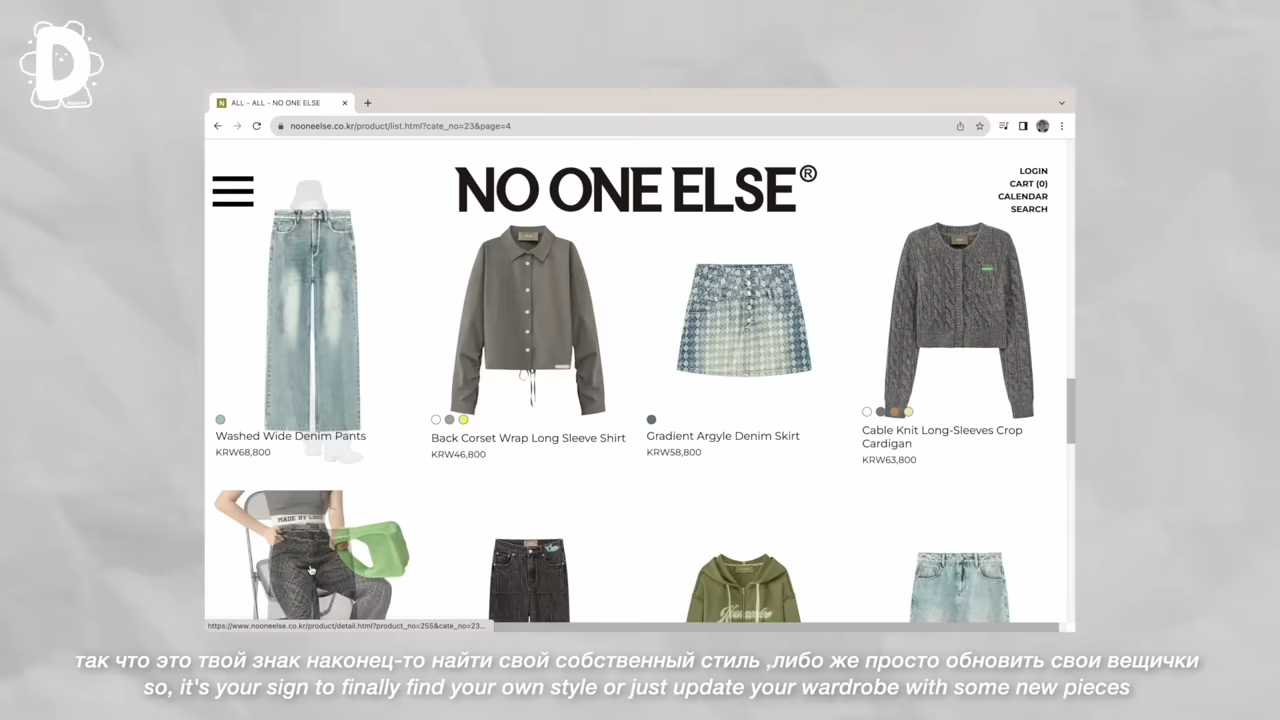 D
ALL - ALL - NO ONE ELSE
nooneelse.co.kr/product/list.html?cate_no=23&page=4
NO ONE ELSE®
LOGIN
CART (0)
CALENDAR
SEARCH
Washed Wide Denim Pants
KRW68,800
Back Corset Wrap Long Sleeve Shirt
KRW46,800
Gradient Argyle Denim Skirt
KRW58,800
Cable Knit Long-Sleeves Crop
Cardigan
KRW63,800
https://www.nooneelse.co.kr/product/detail.html?product_no=255&cate_no=23...
так что это твой знак наконец-то найти свой собственный стиль ,либо же просто обновить свои вещички
so, it's your sign to finally find your own style or just update your wardrobe with some new pieces